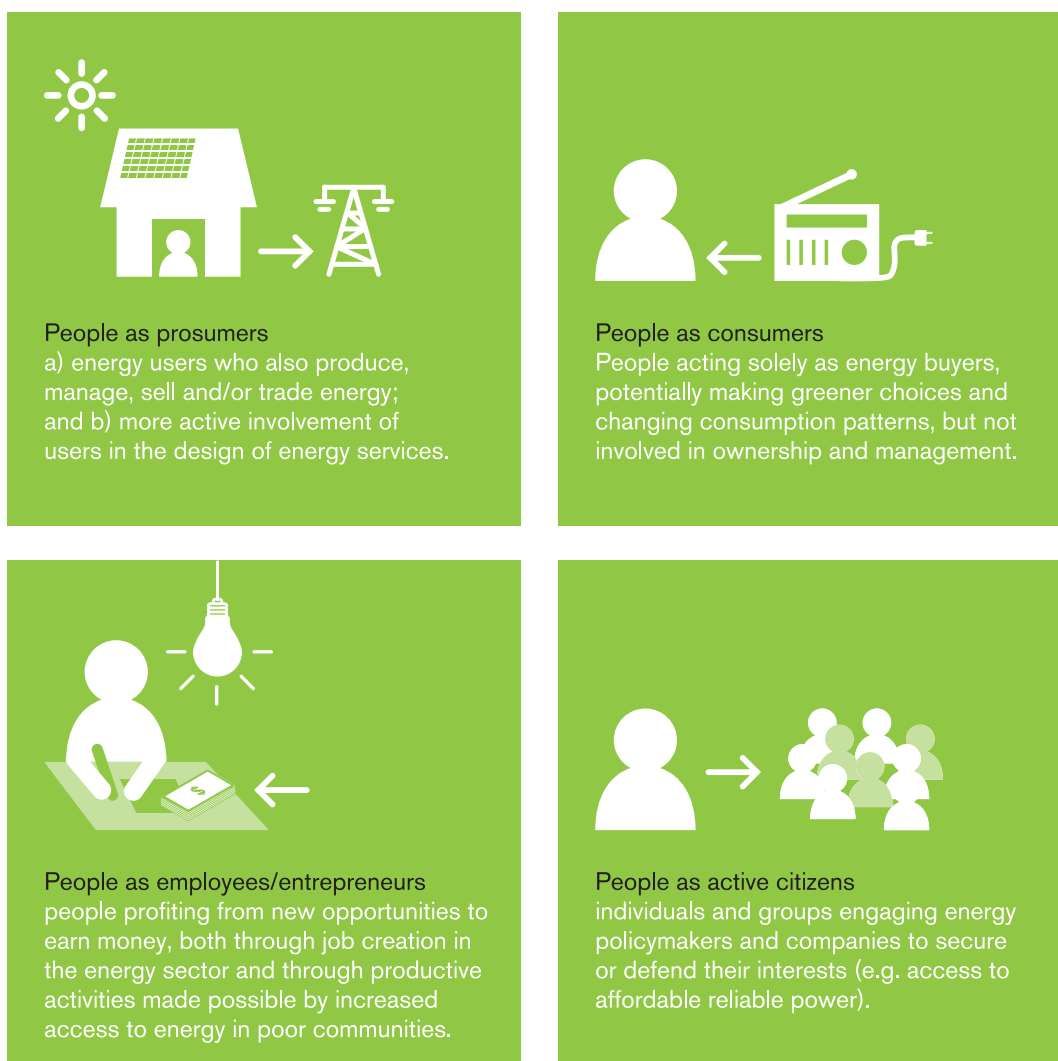 People as prosumers
a) energy users who also produce,
manage, sell and/or trade energy;
and b) more active involvement of
users in the design of energy services.
People as consumers
People acting solely as energy buyers,
potentially making greener choices and
changing consumption patterns, but not
involved in ownership and management.
$
People as employees/entrepreneurs
people profiting from new opportunities to
earn money, both through job creation in
the energy sector and through productive
activities made possible by increased
access to energy in poor communities.
People as active citizens
individuals and groups engaging energy
policymakers and companies to secure
or defend their interests (e.g. access to
affordable reliable power).